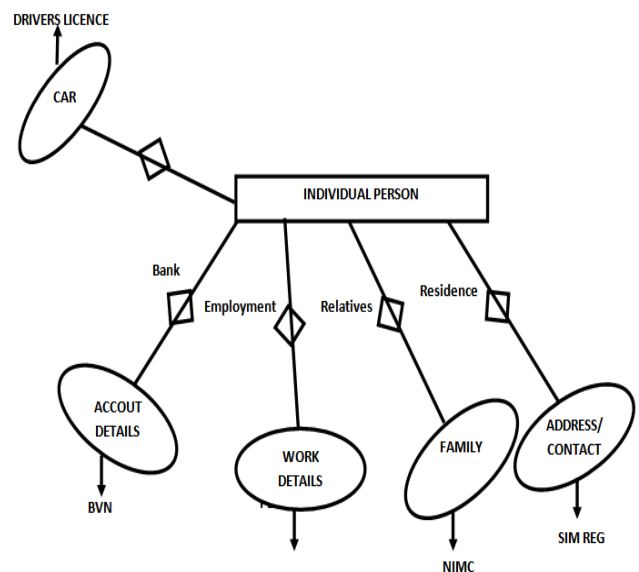 DRIVERS LICENCE
CAR
INDIVIDUAL PERSON
Bank
Employment
Relatives
Residence
ACCOUT
DETAILS
WORK
DETAILS
FAMILY
ADDRESS/
CONTACT
BVN
NIMC
SIM REG